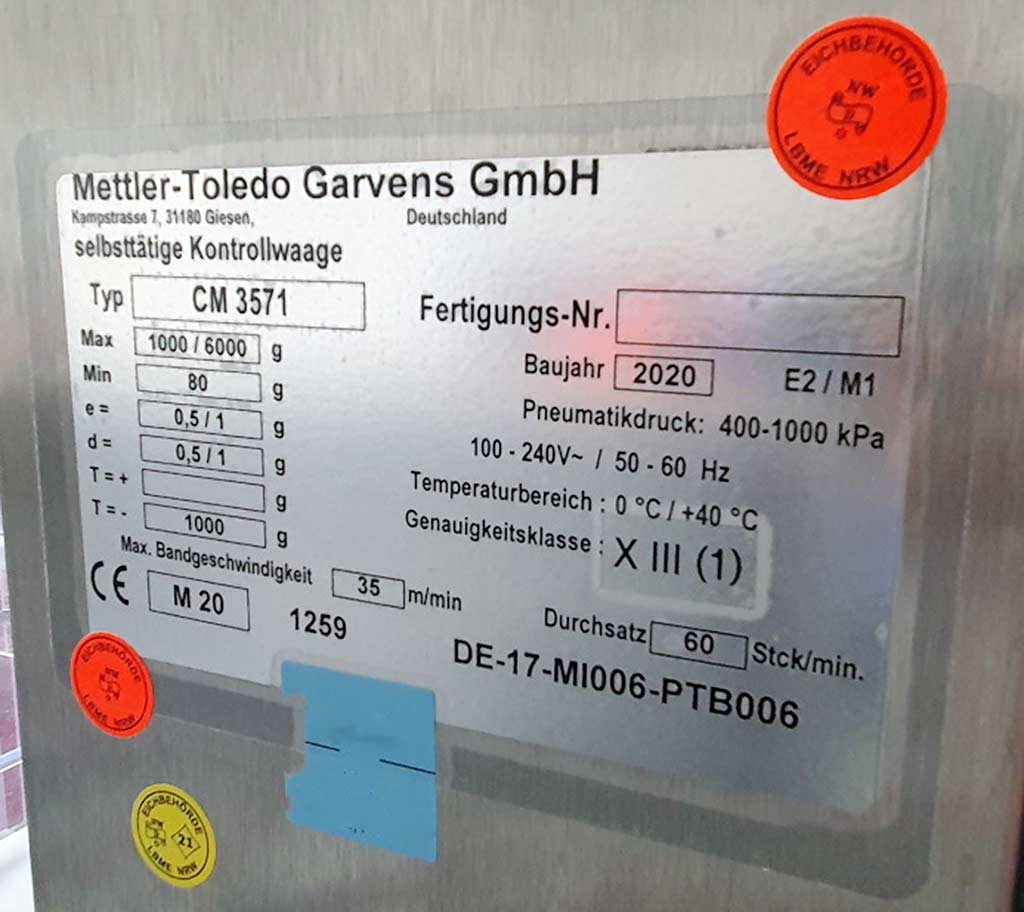 EICHBEHÖRDE
NW
LBME NRW
Mettler-Toledo Garvens GmbH
Kampstrasse 7, 31180 Giesen, Deutschland
selbsttätige Kontrollwaage
Typ CM 3571
Max 1000 / 6000 g
Min 80 g
e = 0,5 / 1 g
d = 0,5 / 1 g
T = + g
T = - 1000 g
Max. Bandgeschwindigkeit 35 m/min
CE M 20 1259
Fertigungs-Nr.
Baujahr 2020 E2 / M1
Pneumatikdruck: 400-1000 kPa
100 - 240V~ / 50 - 60 Hz
Temperaturbereich : 0 °C / +40 °C
Genauigkeitsklasse : X III (1)
Durchsatz 60 Stck/min.
DE-17-MI006-PTB006
EICHBEHÖRDE
LBME NRW
EICHBEHÖRDE
21
LBME NRW